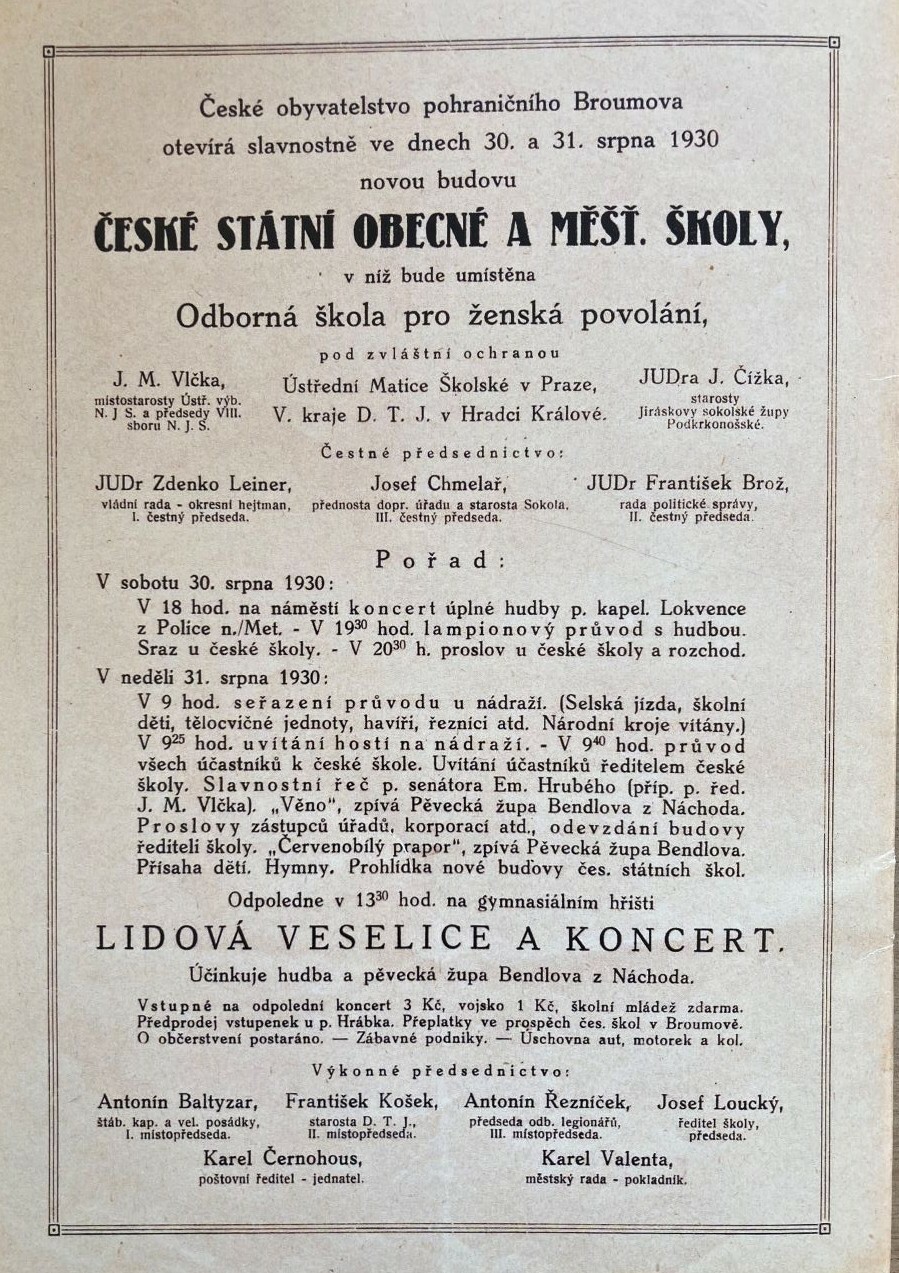 České obyvatelstvo pohraničního Broumova
otevírá slavnostně ve dnech 30. a 31. srpna 1930
novou budovu
ČESKÉ STÁTNÍ OBECNÉ A MĚŠŤ. ŠKOLY,
v níž bude umístěna
Odborná škola pro ženská povolání,
pod zvláštní ochranou
J. M. Vlčka,
místostarosty Ústř. výb.
N. J S. a předsedy VIII.
sboru N. J. S.
Ústřední Matice Školské v Praze,
V. kraje D. T. J. v Hradci Králové.
JUDra J. Čížka,
starosty
Jiráskovy sokolské župy
Podkrkonošské.
Čestné předsednictvo:
JUDr Zdenko Leiner,
vládní rada - okresní hejtman,
I. čestný předseda.
Josef Chmelař,
přednosta dopr. úřadu a starosta Sokola,
III. čestný předseda.
JUDr František Brož,
rada politické správy,
II. čestný předseda.
Pořad:
V sobotu 30. srpna 1930:
V 18 hod. na náměstí koncert úplné hudby p. kapel. Lokvence
z Police n./Met. - V 19³⁰ hod. lampionový průvod s hudbou.
Sraz u české školy. - V 20³⁰ h. proslov u české školy a rozchod.
V neděli 31. srpna 1930:
V 9 hod. seřazení průvodu u nádraží. (Selská jízda, školní
děti, tělocvičné jednoty, havíři, řezníci atd. Národní kroje vítány.)
V 9²⁵ hod. uvítání hostí na nádraží. - V 9⁴⁰ hod. průvod
všech účastníků k české škole. Uvítání účastníků ředitelem české
školy. Slavnostní řeč p. senátora Em. Hrubého (příp. p. řed.
J. M. Vlčka). „Věno“, zpívá Pěvecká župa Bendlova z Náchoda.
Proslovy zástupců úřadů, korporací atd., odevzdání budovy
řediteli školy. „Červenobílý prapor“, zpívá Pěvecká župa Bendlova.
Přísaha dětí. Hymny. Prohlídka nové budovy čes. státních škol.
Odpoledne v 13³⁰ hod. na gymnasiálním hřišti
LIDOVÁ VESELICE A KONCERT.
Účinkuje hudba a pěvecká župa Bendlova z Náchoda.
Vstupné na odpolední koncert 3 Kč, vojsko 1 Kč, školní mládež zdarma.
Předprodej vstupenek u p. Hrábka. Přeplatky ve prospěch čes. škol v Broumově.
O občerstvení postaráno. — Zábavné podniky. — Úschovna aut, motorek a kol.
Výkonné předsednictvo:
Antonín Baltyzar,
štáb. kap. a vel. posádky,
I. místopředseda.
František Košek,
starosta D. T. J.,
II. místopředseda.
Antonín Řezníček,
předseda odb. legionářů,
III. místopředseda.
Josef Loucký,
ředitel školy,
předseda.
Karel Černohous,
poštovní ředitel - jednatel.
Karel Valenta,
městský rada - pokladník.